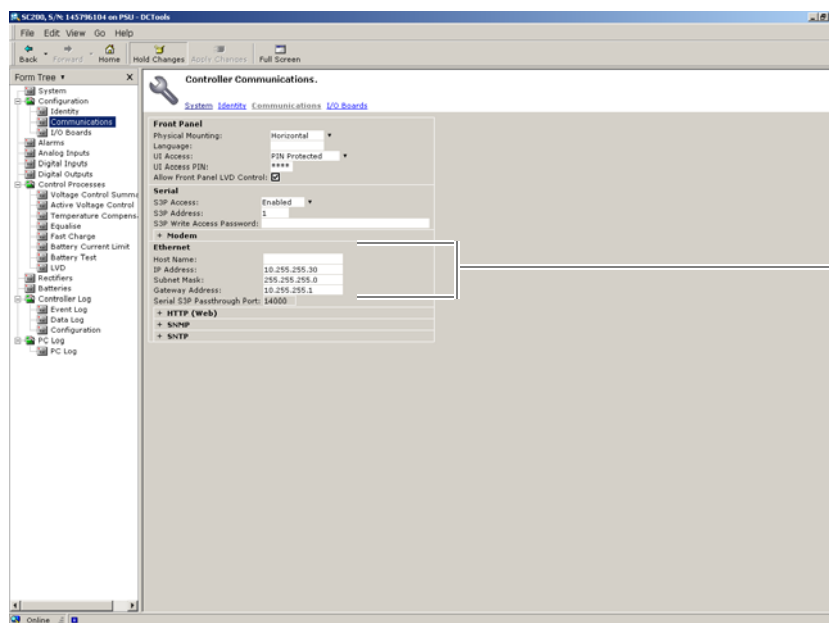 SC200, S/N: 145796104 on PSU - DCTools
File Edit View Go Help
Back Forward Home Hold Changes Apply Changes Full Screen
Form Tree X
System
Configuration
Identity
Communications
I/O Boards
Alarms
Analog Inputs
Digital Inputs
Digital Outputs
Control Processes
Voltage Control Summa
Active Voltage Control
Temperature Compens.
Equalise
Fast Charge
Battery Current Limit
Battery Test
LVD
Rectifiers
Batteries
Controller Log
Event Log
Data Log
Configuration
PC Log
PC Log
Controller Communications.
System Identity Communications I/O Boards
Front Panel
Physical Mounting: Horizontal
Language:
UI Access: PIN Protected
UI Access PIN: ****
Allow Front Panel LVD Control:
Serial
S3P Access: Enabled
S3P Address: 1
S3P Write Access Password:
+ Modem
Ethernet
Host Name:
IP Address: 10.255.255.30
Subnet Mask: 255.255.255.0
Gateway Address: 10.255.255.1
Serial S3P Passthrough Port: 14000
+ HTTP (Web)
+ SNMP
+ SNTP
Online